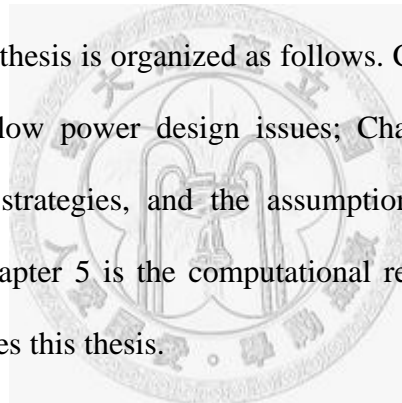 thesis is organized as follows. C
low power design issues; Cha
strategies, and the assumption
apter 5 is the computational re
es this thesis.